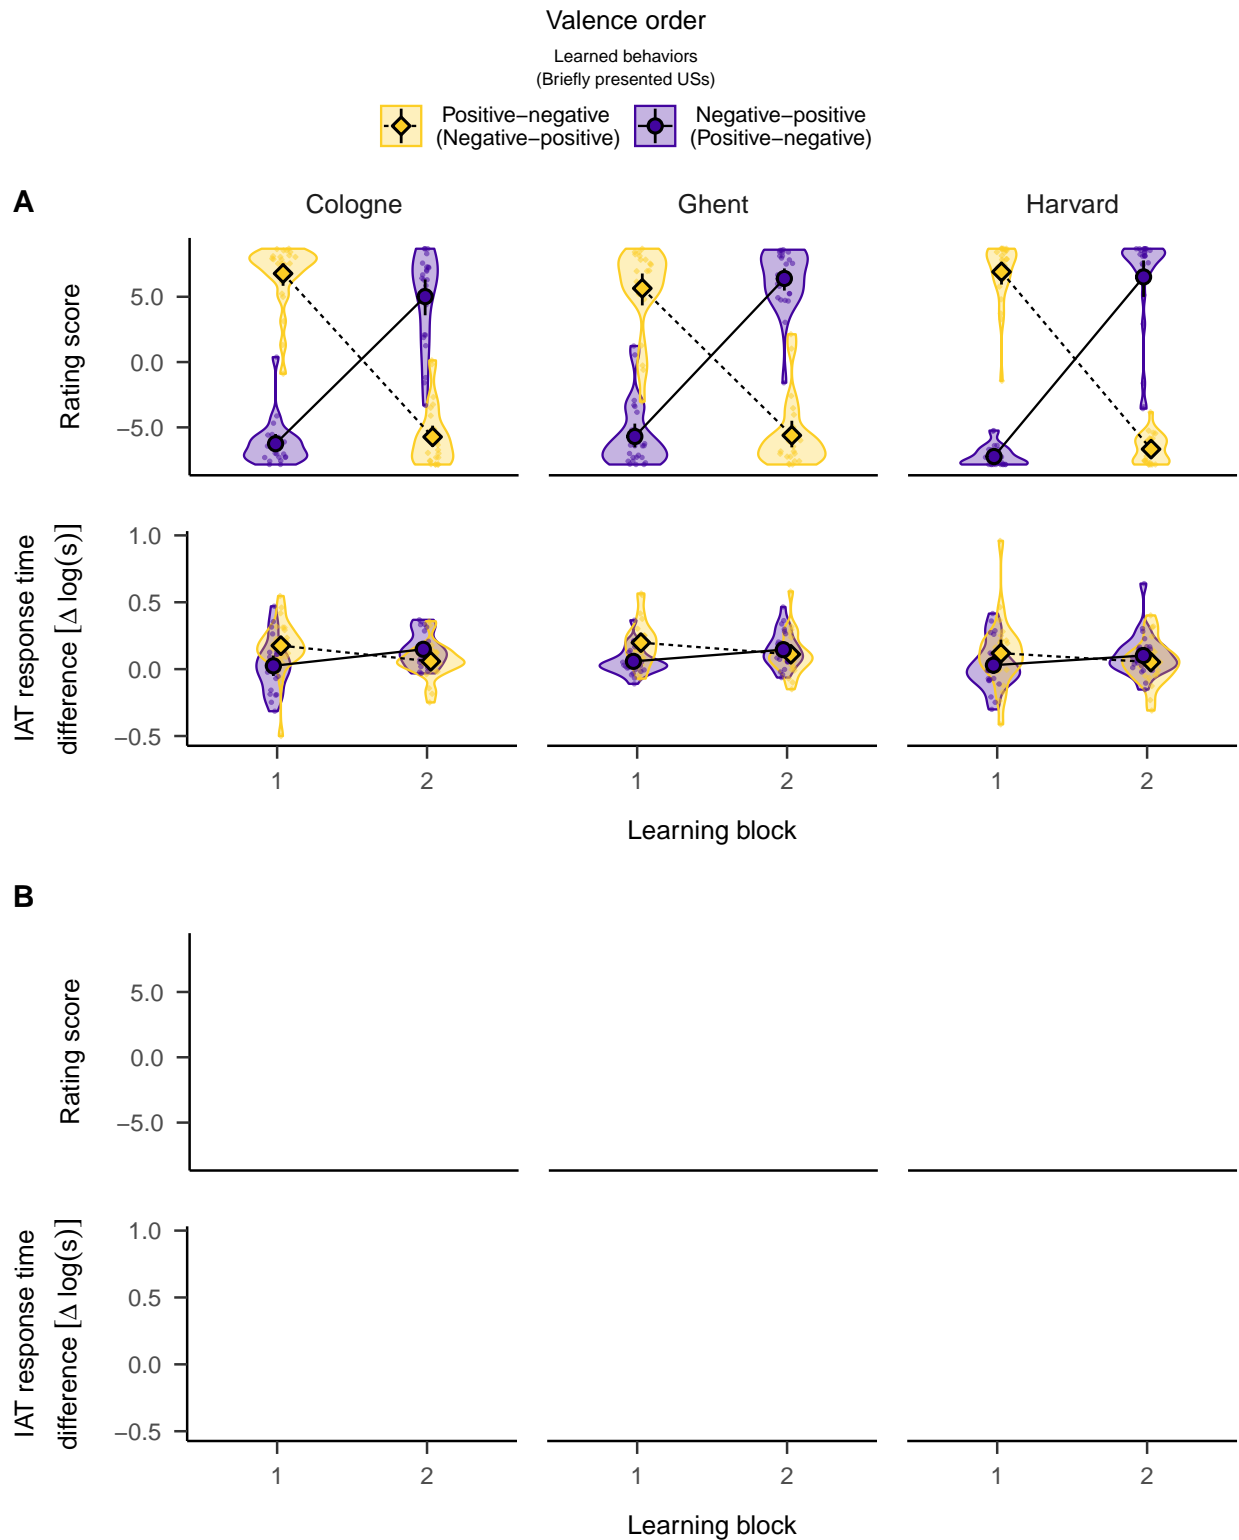 Valence order
Learned behaviors
(Briefly presented USs)
Positive−negative
(Negative−positive)
Negative−positive
(Positive−negative)
A
Cologne
Ghent
Harvard
Rating score
5.0
0.0
−5.0
IAT response time
difference [Δ log(s)]
1.0
0.5
0.0
−0.5
1
2
1
2
1
2
Learning block
B
Rating score
5.0
0.0
−5.0
IAT response time
difference [Δ log(s)]
1.0
0.5
0.0
−0.5
1
2
1
2
1
2
Learning block